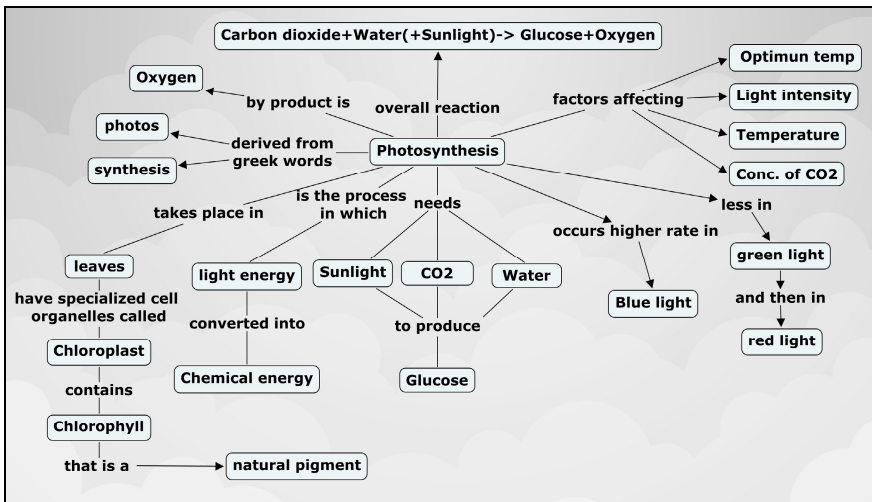 Carbon dioxide+Water(+Sunlight)-> Glucose+Oxygen
Optimun temp
Oxygen
by product is
overall reaction
factors affecting
Light intensity
photos
derived from
greek words
Photosynthesis
Temperature
synthesis
Conc. of CO2
takes place in
is the process
in which
needs
less in
occurs higher rate in
leaves
light energy
Sunlight
CO2
Water
green light
have specialized cell
organelles called
converted into
to produce
Blue light
and then in
Chloroplast
Chemical energy
Glucose
red light
contains
Chlorophyll
that is a
natural pigment